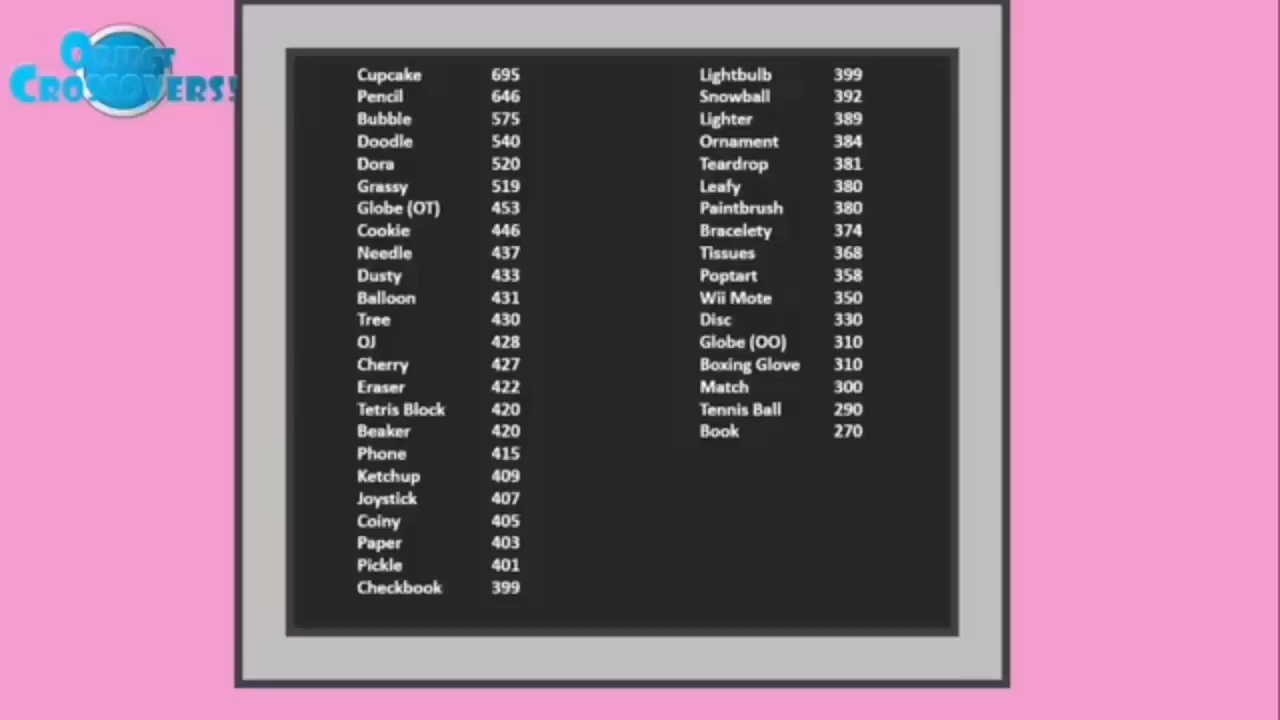 Object
Crossovers!
Cupcake 695
Pencil 646
Bubble 575
Doodle 540
Dora 520
Grassy 519
Globe (OT) 453
Cookie 446
Needle 437
Dusty 433
Balloon 431
Tree 430
OJ 428
Cherry 427
Eraser 422
Tetris Block 420
Beaker 420
Phone 415
Ketchup 409
Joystick 407
Coiny 405
Paper 403
Pickle 401
Checkbook 399
Lightbulb 399
Snowball 392
Lighter 389
Ornament 384
Teardrop 381
Leafy 380
Paintbrush 380
Bracelety 374
Tissues 368
Poptart 358
Wii Mote 350
Disc 330
Globe (OO) 310
Boxing Glove 310
Match 300
Tennis Ball 290
Book 270